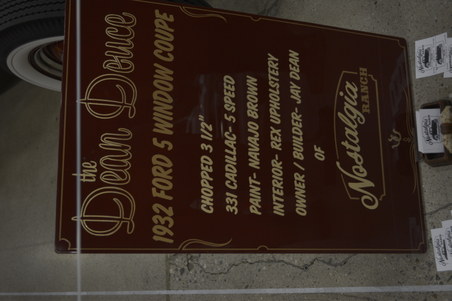 the
Dean Deuce
1932 FORD 5 WINDOW COUPE
CHOPPED 3 1/2"
331 CADILLAC- 5 SPEED
PAINT- NAVAJO BROWN
INTERIOR- REX UPHOLSTERY
OWNER / BUILDER- JAY DEAN
OF
Nostalgia
RANCH